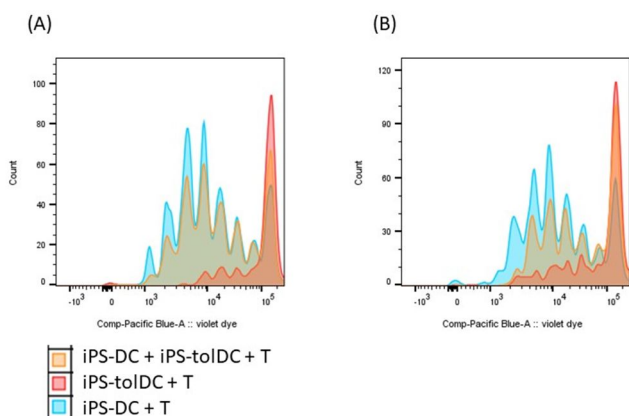 (A)
(B)
100
80
60
40
20
0
Count
-10³ 0 10³ 10⁴ 10⁵
Comp-Pacific Blue-A :: violet dye
120
90
60
30
0
Count
-10³ 0 10³ 10⁴ 10⁵
Comp-Pacific Blue-A :: violet dye
iPS-DC + iPS-tolDC + T
iPS-tolDC + T
iPS-DC + T